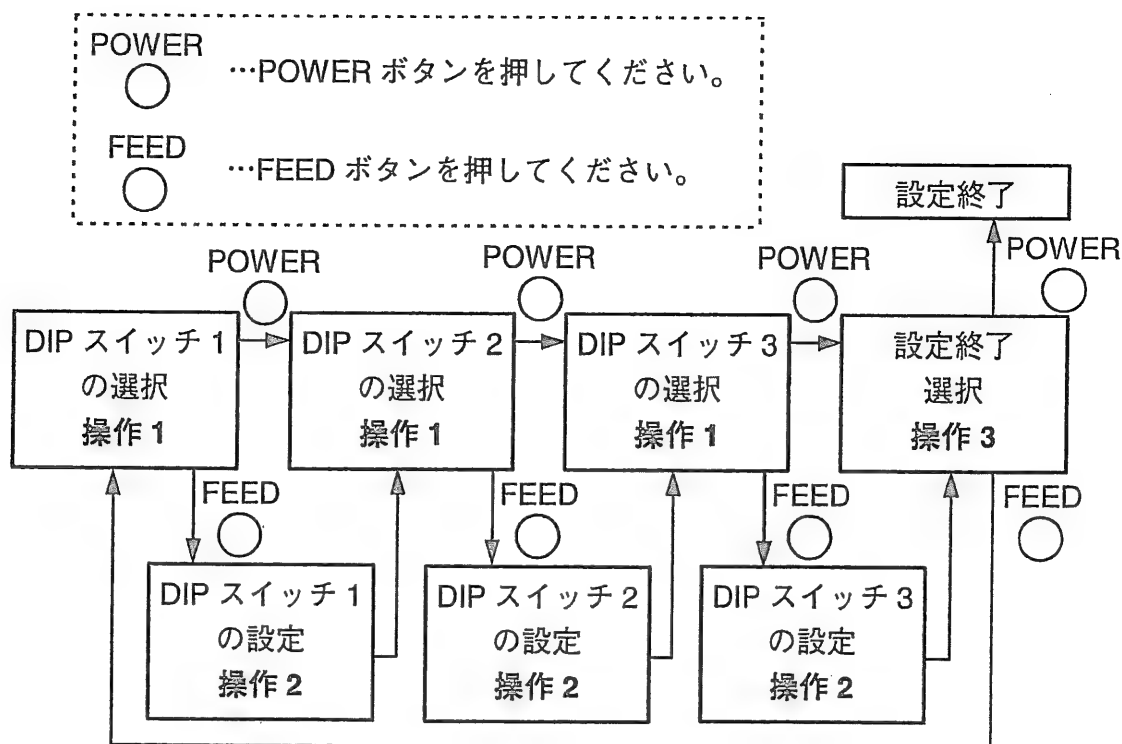 POWER
…POWER ボタンを押してください。
FEED
…FEED ボタンを押してください。
設定終了
POWER
POWER
POWER
POWER
DIP スイッチ 1
の選択
操作 1
DIP スイッチ 2
の選択
操作 1
DIP スイッチ 3
の選択
操作 1
設定終了
選択
操作 3
FEED
FEED
FEED
FEED
DIP スイッチ 1
の設定
操作 2
DIP スイッチ 2
の設定
操作 2
DIP スイッチ 3
の設定
操作 2